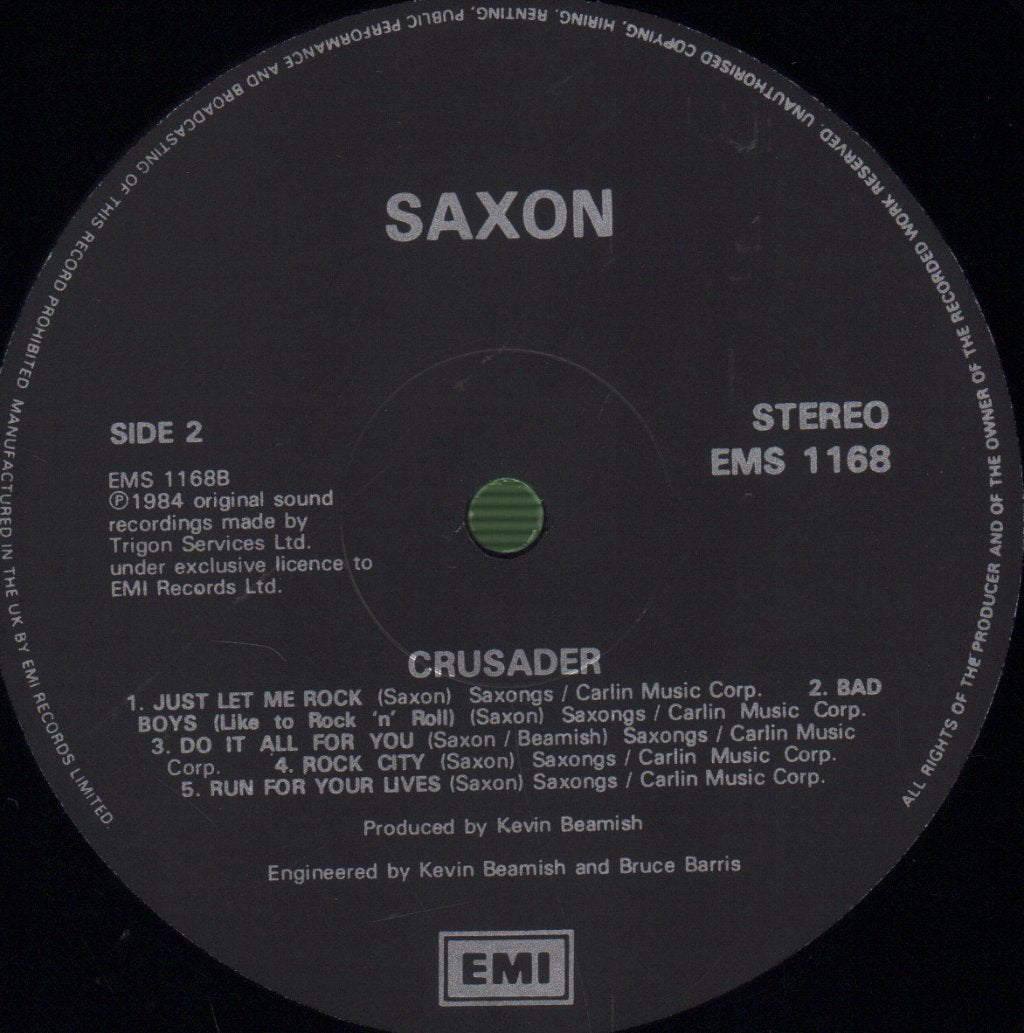 SAXON
STEREO
EMS 1168
SIDE 2
EMS 1168B
Ⓟ1984 original sound
recordings made by
Trigon Services Ltd.
under exclusive licence to
EMI Records Ltd.
CRUSADER
1. JUST LET ME ROCK (Saxon) Saxongs / Carlin Music Corp. 2. BAD
BOYS (Like to Rock 'n' Roll) (Saxon) Saxongs / Carlin Music Corp.
3. DO IT ALL FOR YOU (Saxon / Beamish) Saxongs / Carlin Music
Corp. 4. ROCK CITY (Saxon) Saxongs / Carlin Music Corp.
5. RUN FOR YOUR LIVES (Saxon) Saxongs / Carlin Music Corp.
Produced by Kevin Beamish
Engineered by Kevin Beamish and Bruce Barris
EMI
ALL RIGHTS OF THE PRODUCER AND OF THE OWNER OF THE RECORDED WORK RESERVED. UNAUTHORISED COPYING, HIRING, RENTING, PUBLIC PERFORMANCE AND BROADCASTING OF THIS RECORD PROHIBITED MANUFACTURED IN THE UK BY EMI RECORDS LIMITED.